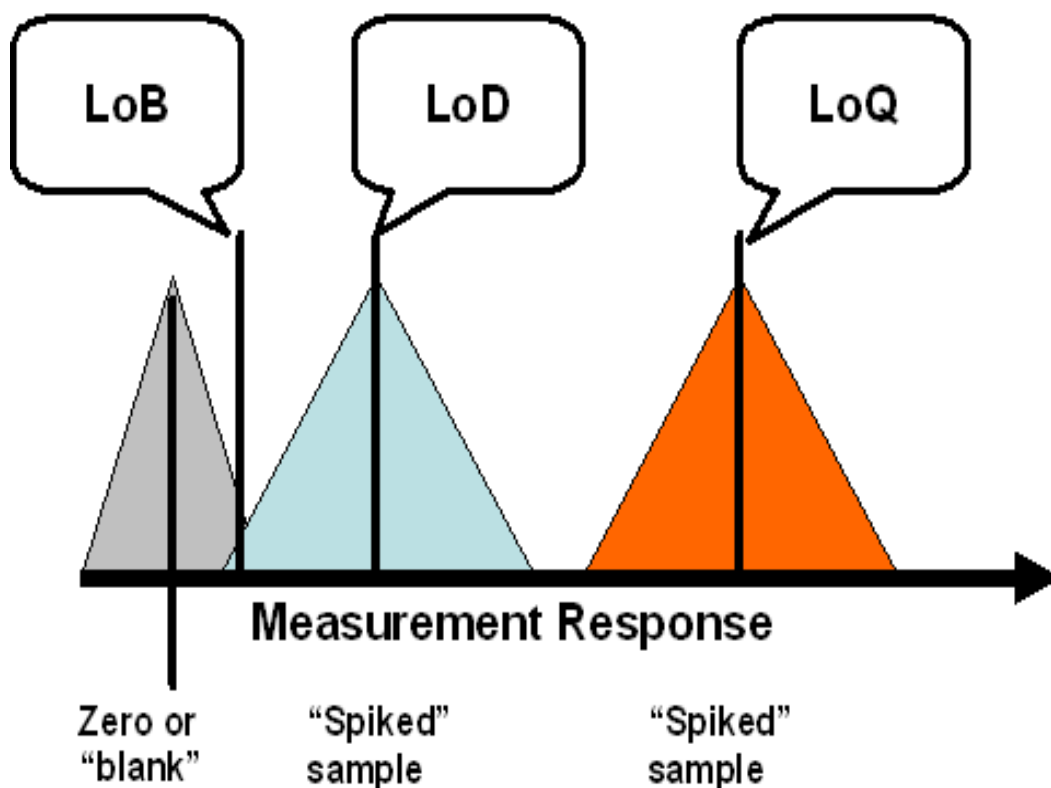 LoB
LoD
LoQ
Measurement Response
Zero or
“blank”
“Spiked”
sample
“Spiked”
sample